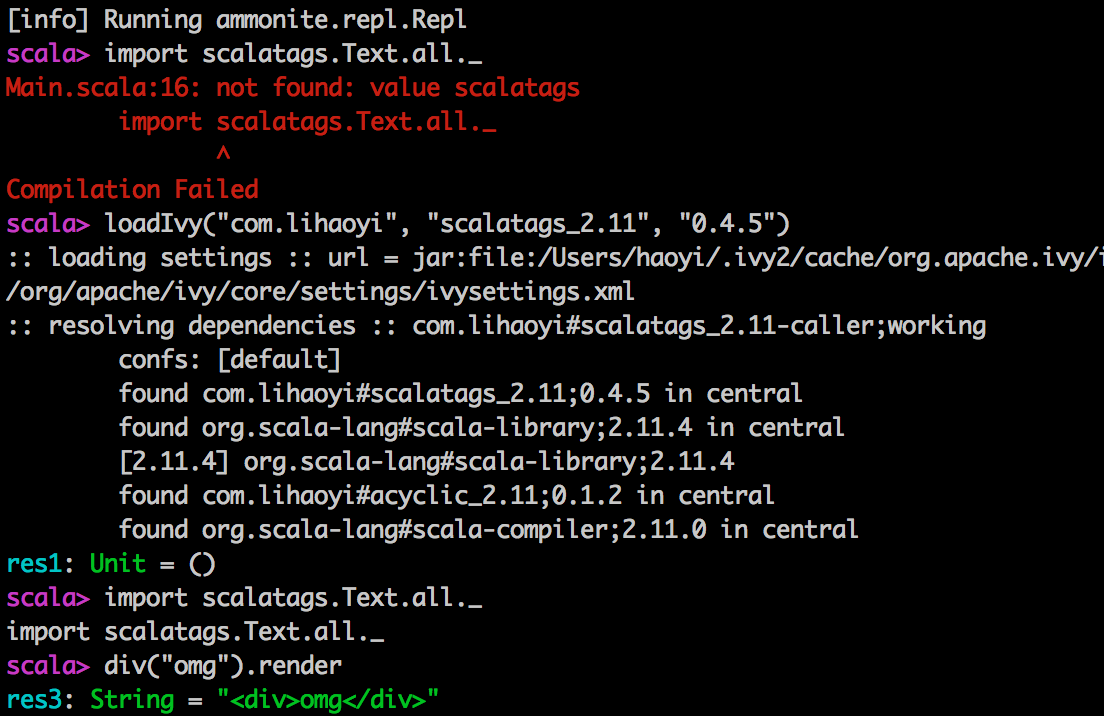 [info] Running ammonite.repl.Repl
scala> import scalatags.Text.all._
Main.scala:16: not found: value scalatags
        import scalatags.Text.all._
               ^
Compilation Failed
scala> loadIvy("com.lihaoyi", "scalatags_2.11", "0.4.5")
:: loading settings :: url = jar:file:/Users/haoyi/.ivy2/cache/org.apache.ivy/i
/org/apache/ivy/core/settings/ivysettings.xml
:: resolving dependencies :: com.lihaoyi#scalatags_2.11-caller;working
        confs: [default]
        found com.lihaoyi#scalatags_2.11;0.4.5 in central
        found org.scala-lang#scala-library;2.11.4 in central
        [2.11.4] org.scala-lang#scala-library;2.11.4
        found com.lihaoyi#acyclic_2.11;0.1.2 in central
        found org.scala-lang#scala-compiler;2.11.0 in central
res1: Unit = ()
scala> import scalatags.Text.all._
import scalatags.Text.all._
scala> div("omg").render
res3: String = "<div>omg</div>"